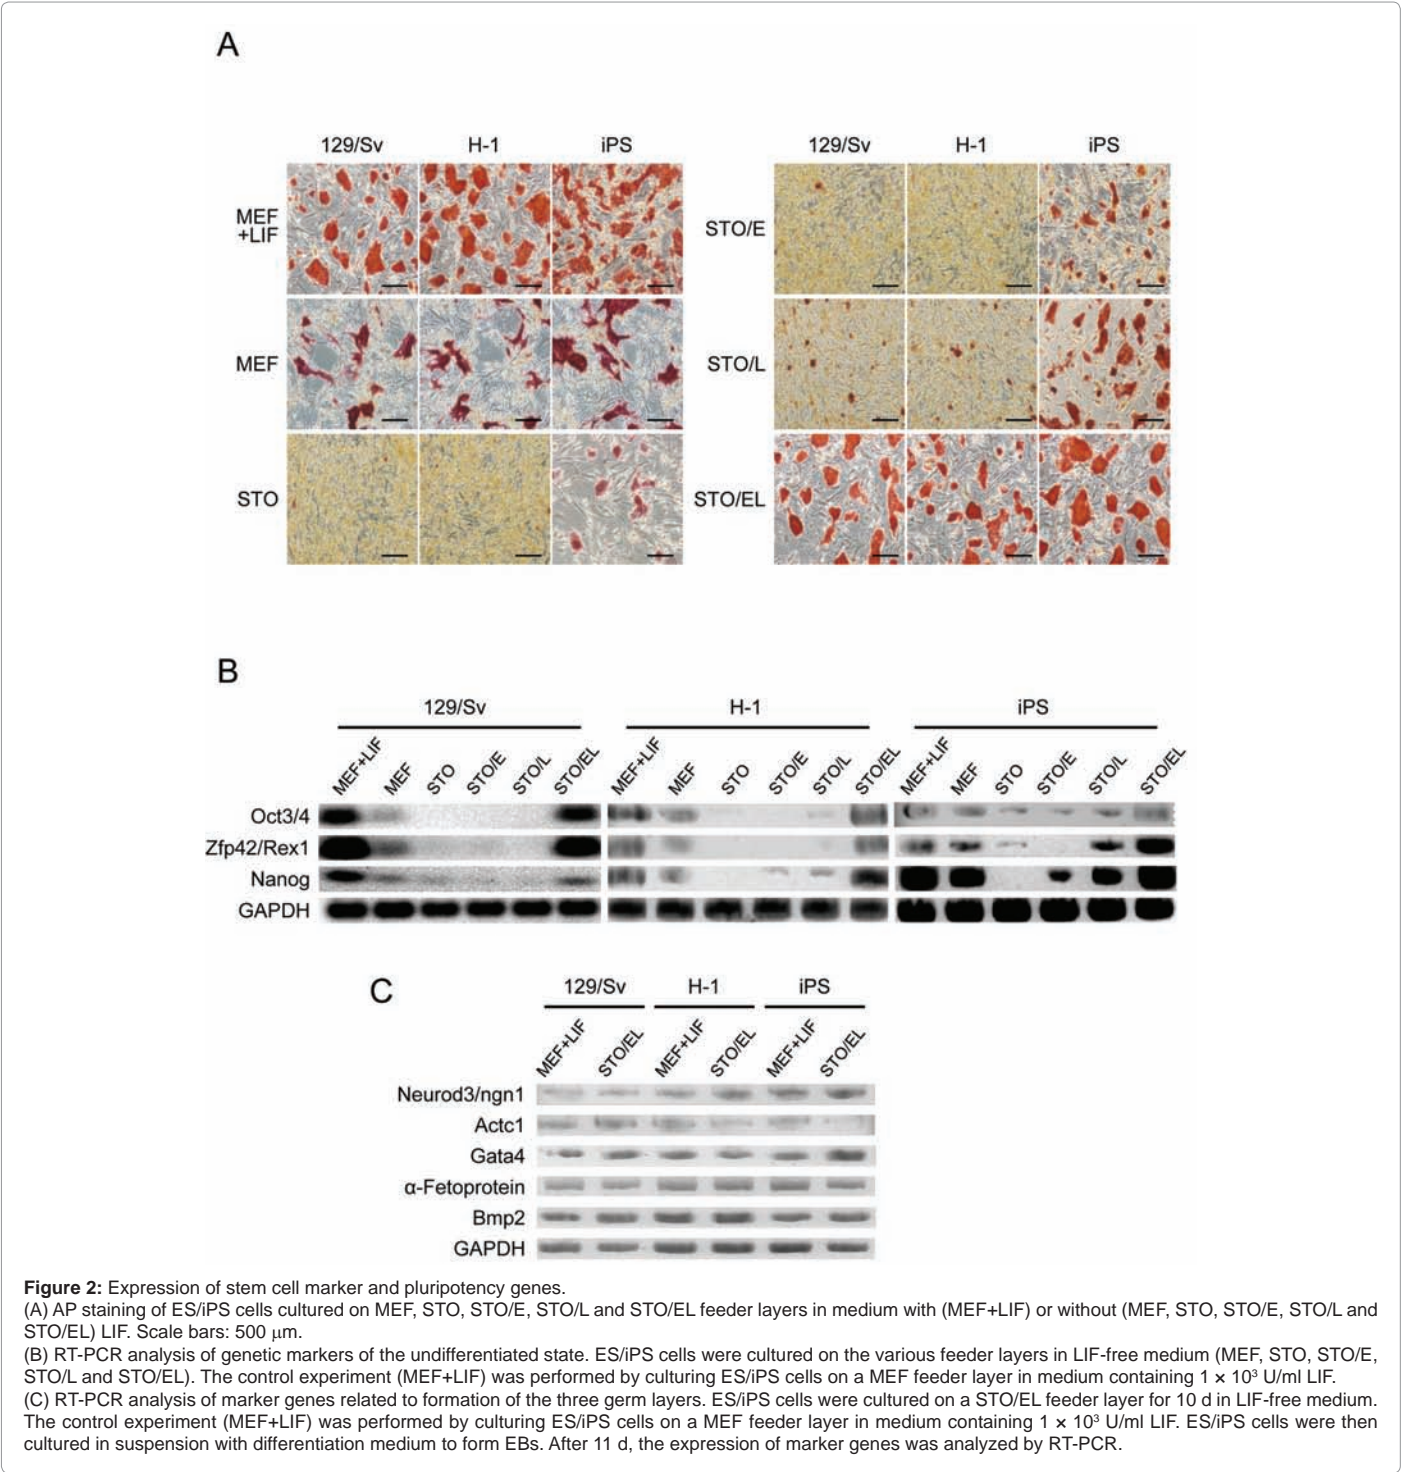 A
129/Sv H-1 iPS
MEF
+LIF
MEF
STO
129/Sv H-1 iPS
STO/E
STO/L
STO/EL
B
129/Sv H-1 iPS
MEF+LIF MEF STO STO/E STO/L STO/EL MEF+LIF MEF STO STO/E STO/L STO/EL MEF+LIF MEF STO STO/E STO/L STO/EL
Oct3/4
Zfp42/Rex1
Nanog
GAPDH
C
129/Sv H-1 iPS
MEF+LIF STO/EL MEF+LIF STO/EL MEF+LIF STO/EL
Neurod3/ngn1
Actc1
Gata4
α-Fetoprotein
Bmp2
GAPDH
Figure 2: Expression of stem cell marker and pluripotency genes.
(A) AP staining of ES/iPS cells cultured on MEF, STO, STO/E, STO/L and STO/EL feeder layers in medium with (MEF+LIF) or without (MEF, STO, STO/E, STO/L and
STO/EL) LIF. Scale bars: 500 μm.
(B) RT-PCR analysis of genetic markers of the undifferentiated state. ES/iPS cells were cultured on the various feeder layers in LIF-free medium (MEF, STO, STO/E,
STO/L and STO/EL). The control experiment (MEF+LIF) was performed by culturing ES/iPS cells on a MEF feeder layer in medium containing 1 × 10³ U/ml LIF.
(C) RT-PCR analysis of marker genes related to formation of the three germ layers. ES/iPS cells were cultured on a STO/EL feeder layer for 10 d in LIF-free medium.
The control experiment (MEF+LIF) was performed by culturing ES/iPS cells on a MEF feeder layer in medium containing 1 × 10³ U/ml LIF. ES/iPS cells were then
cultured in suspension with differentiation medium to form EBs. After 11 d, the expression of marker genes was analyzed by RT-PCR.